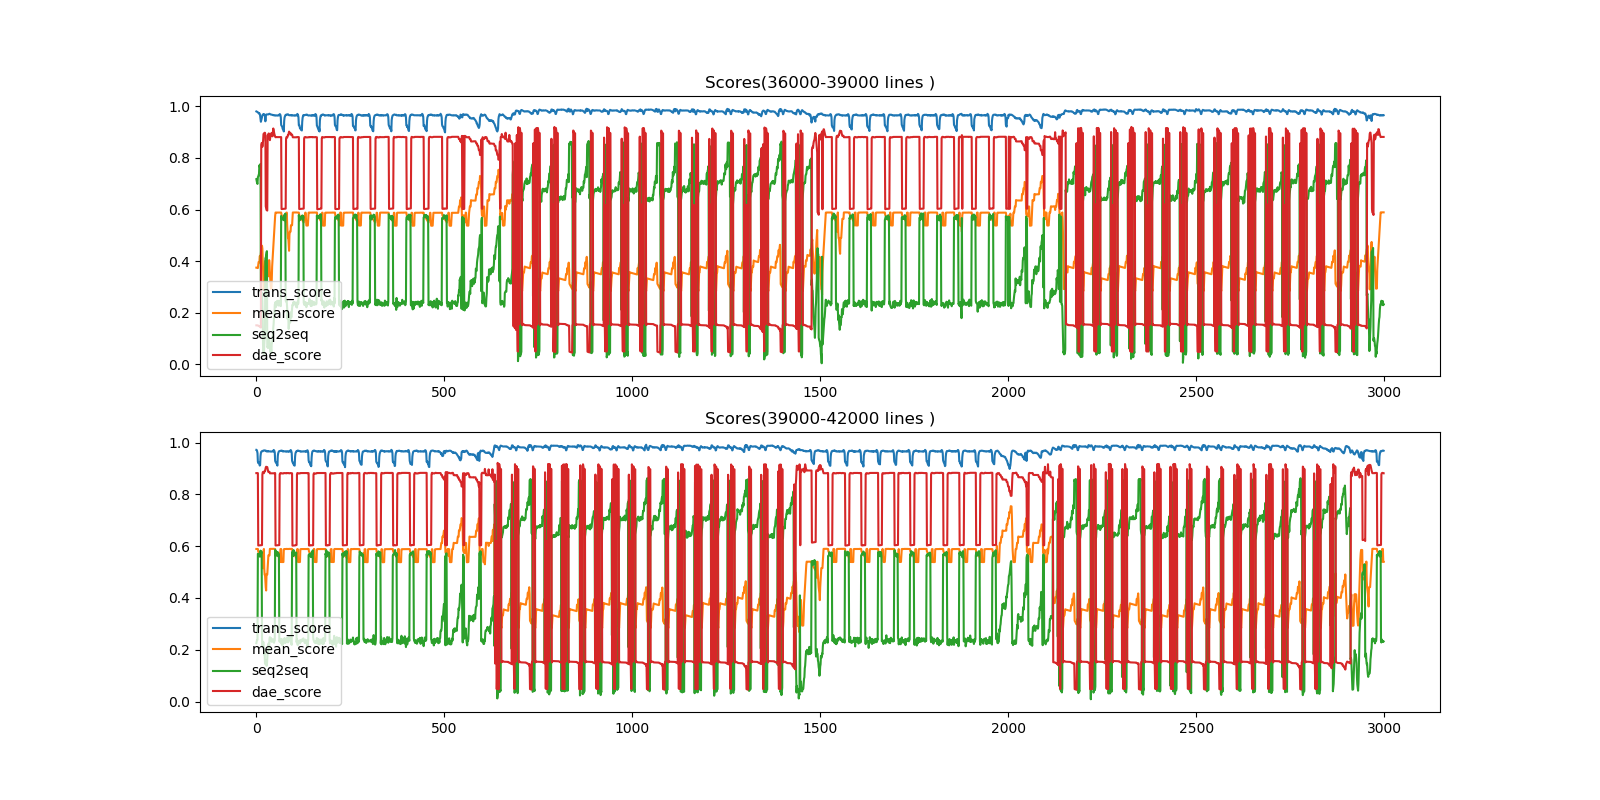 Scores(36000-39000 lines )
1.0
0.8
0.6
0.4
0.2
0.0
trans_score
mean_score
seq2seq
dae_score
0 500 1000 1500 2000 2500 3000
Scores(39000-42000 lines )
1.0
0.8
0.6
0.4
0.2
0.0
trans_score
mean_score
seq2seq
dae_score
0 500 1000 1500 2000 2500 3000